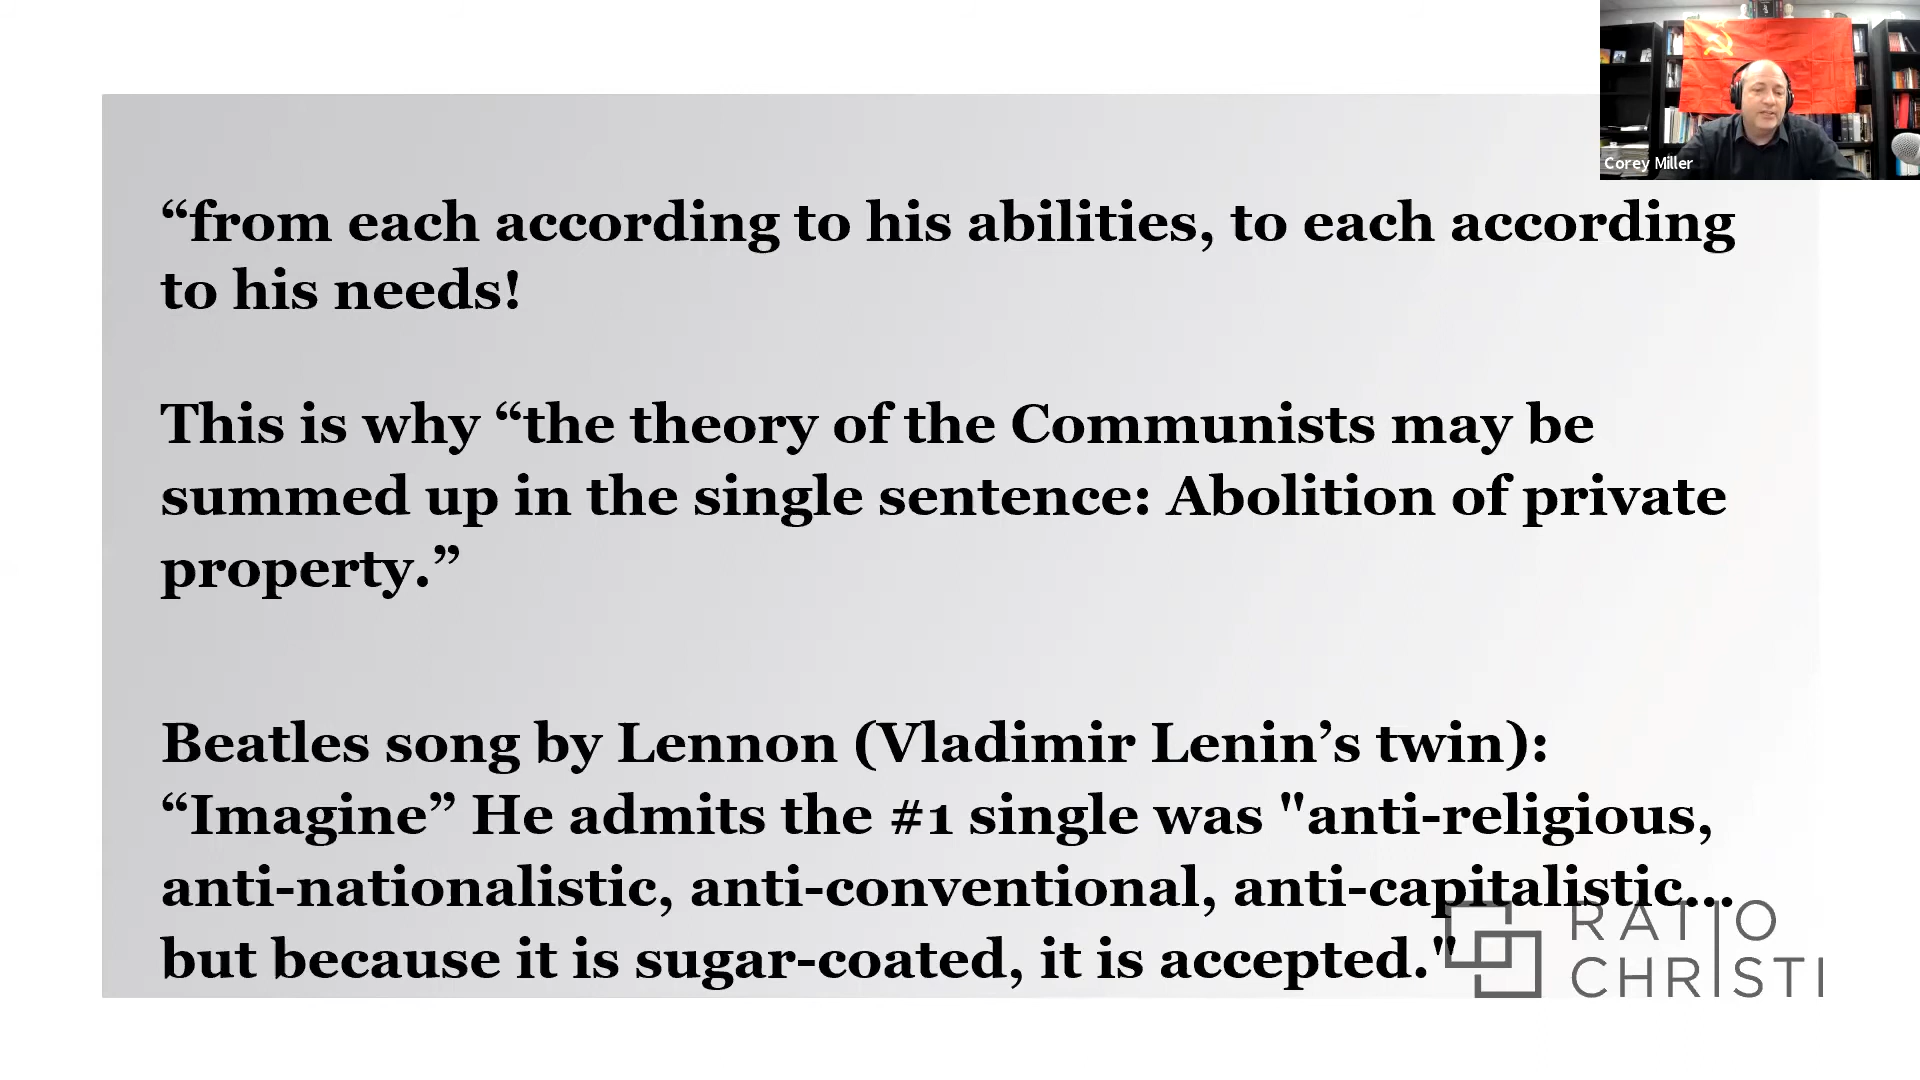 Corey Miller
“from each according to his abilities, to each according
to his needs!
This is why “the theory of the Communists may be
summed up in the single sentence: Abolition of private
property.”
Beatles song by Lennon (Vladimir Lenin’s twin):
“Imagine” He admits the #1 single was "anti-religious,
anti-nationalistic, anti-conventional, anti-capitalistic...
but because it is sugar-coated, it is accepted."
RATIO
CHRISTI